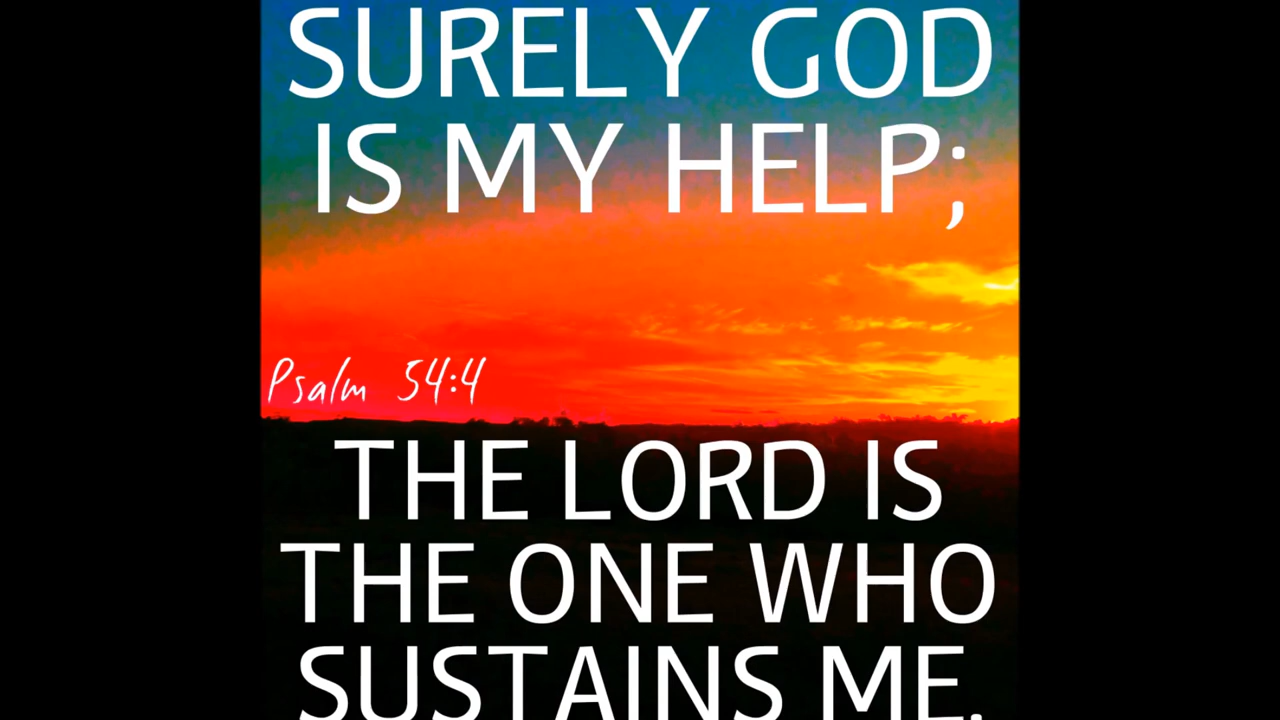 SURELY GOD
IS MY HELP;
Psalm 54:4
THE LORD IS
THE ONE WHO
SUSTAINS ME.